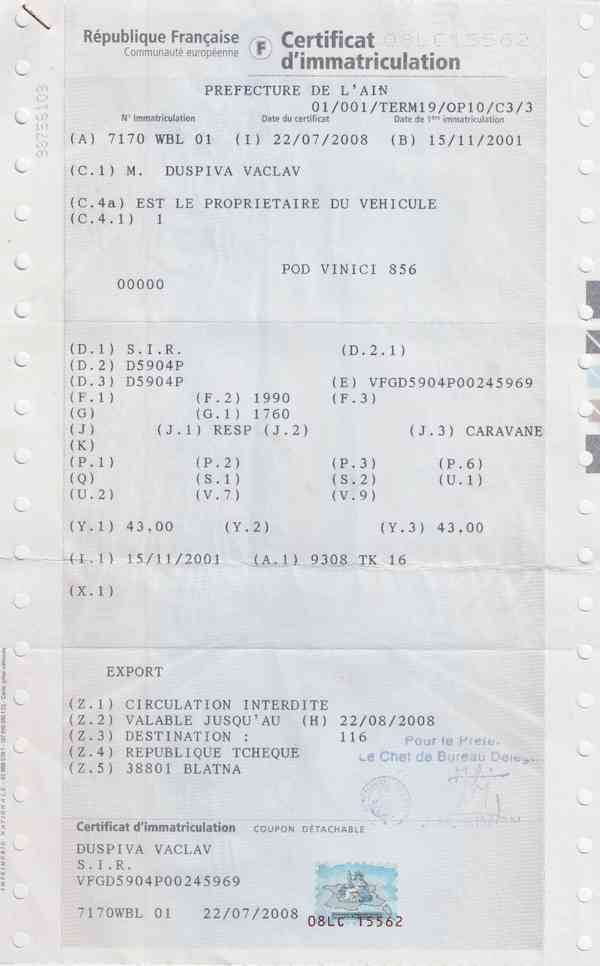 République Française
Communauté européenne
F
Certificat
d'immatriculation
08LC15562
PREFECTURE DE L'AIN
01/001/TERM19/OP10/C3/3
N° Immatriculation Date du certificat Date de 1ère immatriculation
(A) 7170 WBL 01 (I) 22/07/2008 (B) 15/11/2001
(C.1) M. DUSPIVA VACLAV
(C.4a) EST LE PROPRIETAIRE DU VEHICULE
(C.4.1) 1
POD VINICI 856
00000
(D.1) S.I.R. (D.2.1)
(D.2) D5904P
(D.3) D5904P (E) VFGD5904P00245969
(F.1) (F.2) 1990 (F.3)
(G) (G.1) 1760
(J) (J.1) RESP (J.2) (J.3) CARAVANE
(K)
(P.1) (P.2) (P.3) (P.6)
(Q) (S.1) (S.2) (U.1)
(U.2) (V.7) (V.9)
(Y.1) 43,00 (Y.2) (Y.3) 43,00
(I.1) 15/11/2001 (A.1) 9308 TK 16
(X.1)
EXPORT
(Z.1) CIRCULATION INTERDITE
(Z.2) VALABLE JUSQU'AU (H) 22/08/2008
(Z.3) DESTINATION : 116
(Z.4) REPUBLIQUE TCHEQUE
(Z.5) 38801 BLATNA
Pour le Préfet
Le Chef de Bureau Délég
Certificat d'immatriculation COUPON DÉTACHABLE
DUSPIVA VACLAV
S.I.R.
VFGD5904P00245969
7170WBL 01 22/07/2008
08LC 15562
IMPRIMERIE NATIONALE